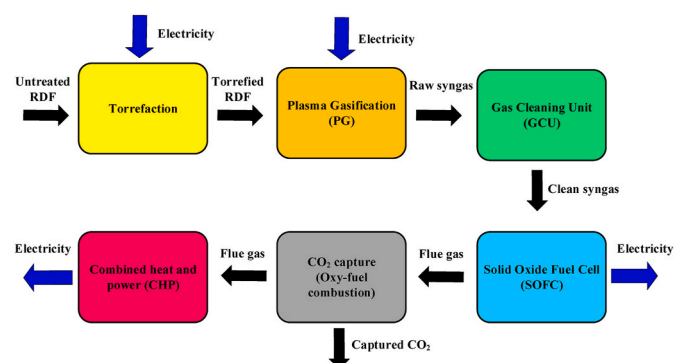 Electricity
Electricity
Untreated
RDF
Torrefaction
Torrefied
RDF
Plasma Gasification
(PG)
Raw syngas
Gas Cleaning Unit
(GCU)
Clean syngas
Electricity
Combined heat and
power (CHP)
Flue gas
CO₂ capture
(Oxy-fuel
combustion)
Flue gas
Solid Oxide Fuel Cell
(SOFC)
Electricity
Captured CO₂